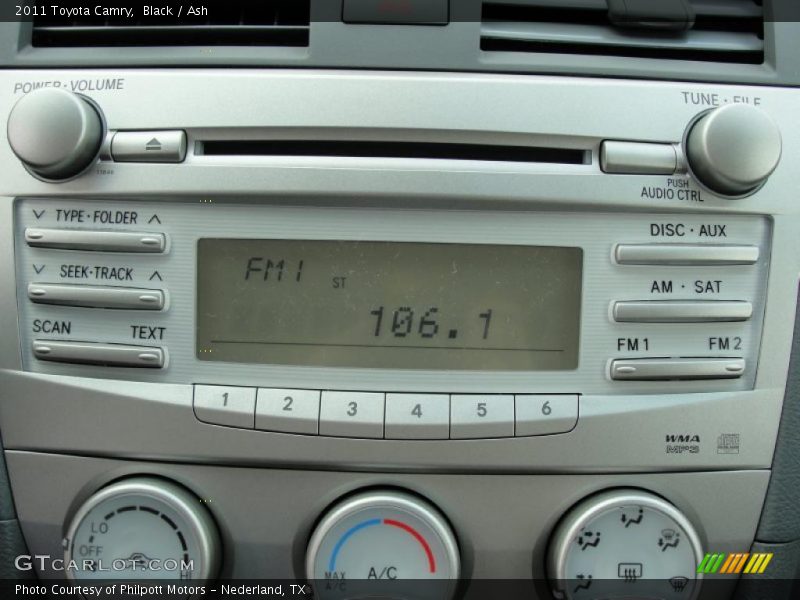 2011 Toyota Camry,  Black / Ash
POWER · VOLUME
TUNE · FILE
PUSH
AUDIO CTRL
TYPE · FOLDER
DISC · AUX
SEEK · TRACK
AM · SAT
SCAN TEXT
FM1 FM2
FM1 ST
106.1
1 2 3 4 5 6
WMA
MP3
LO
OFF
HI
MAX
A/C
A/C
GTCARLOT.COM
Photo Courtesy of Philpott Motors - Nederland, TX